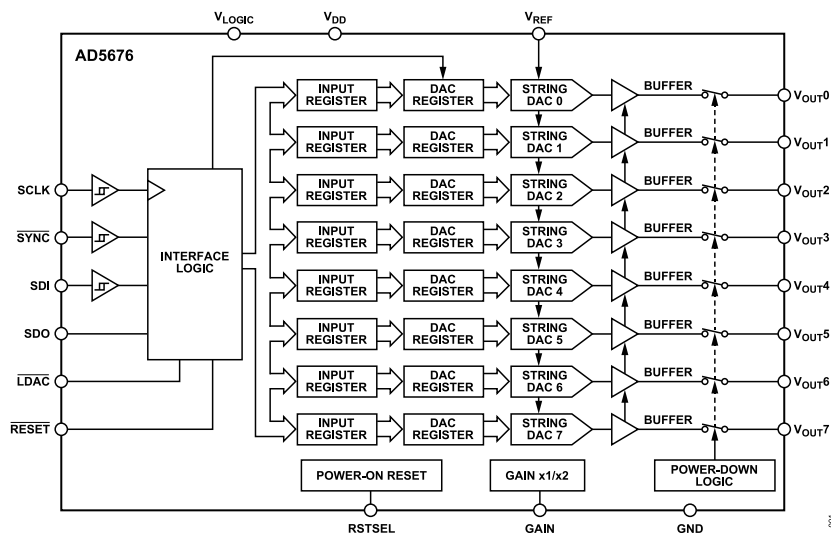 VLOGIC VDD VREF
AD5676
INPUT REGISTER DAC REGISTER STRING DAC 0 BUFFER VOUT0
INPUT REGISTER DAC REGISTER STRING DAC 1 BUFFER VOUT1
SCLK INPUT REGISTER DAC REGISTER STRING DAC 2 BUFFER VOUT2
SYNC INPUT REGISTER DAC REGISTER STRING DAC 3 BUFFER VOUT3
INTERFACE LOGIC
SDI INPUT REGISTER DAC REGISTER STRING DAC 4 BUFFER VOUT4
SDO INPUT REGISTER DAC REGISTER STRING DAC 5 BUFFER VOUT5
LDAC INPUT REGISTER DAC REGISTER STRING DAC 6 BUFFER VOUT6
RESET INPUT REGISTER DAC REGISTER STRING DAC 7 BUFFER VOUT7
POWER-ON RESET GAIN x1/x2 POWER-DOWN LOGIC
RSTSEL GAIN GND